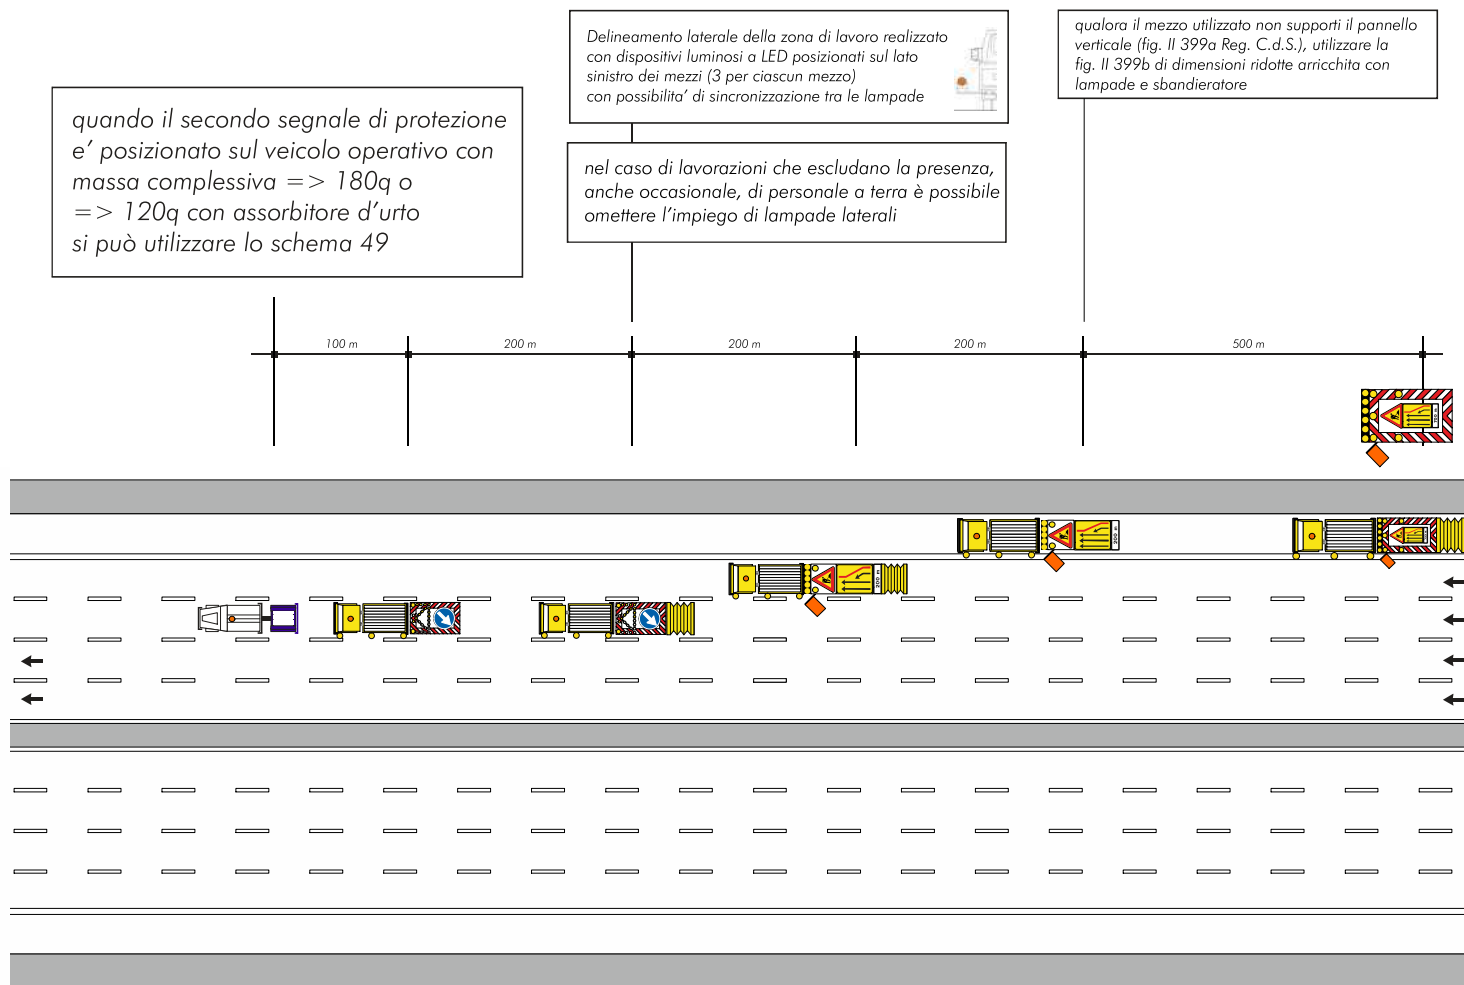 Delineamento laterale della zona di lavoro realizzato
con dispositivi luminosi a LED posizionati sul lato
sinistro dei mezzi (3 per ciascun mezzo)
con possibilita' di sincronizzazione tra le lampade
qualora il mezzo utilizzato non supporti il pannello
verticale (fig. II 399a Reg. C.d.S.), utilizzare la
fig. II 399b di dimensioni ridotte arricchita con
lampade e sbandieratore
quando il secondo segnale di protezione
e' posizionato sul veicolo operativo con
massa complessiva => 180q o
=> 120q con assorbitore d'urto
si può utilizzare lo schema 49
nel caso di lavorazioni che escludano la presenza,
anche occasionale, di personale a terra è possibile
omettere l'impiego di lampade laterali
100 m
200 m
200 m
200 m
500 m
700 m
200 m
200 m